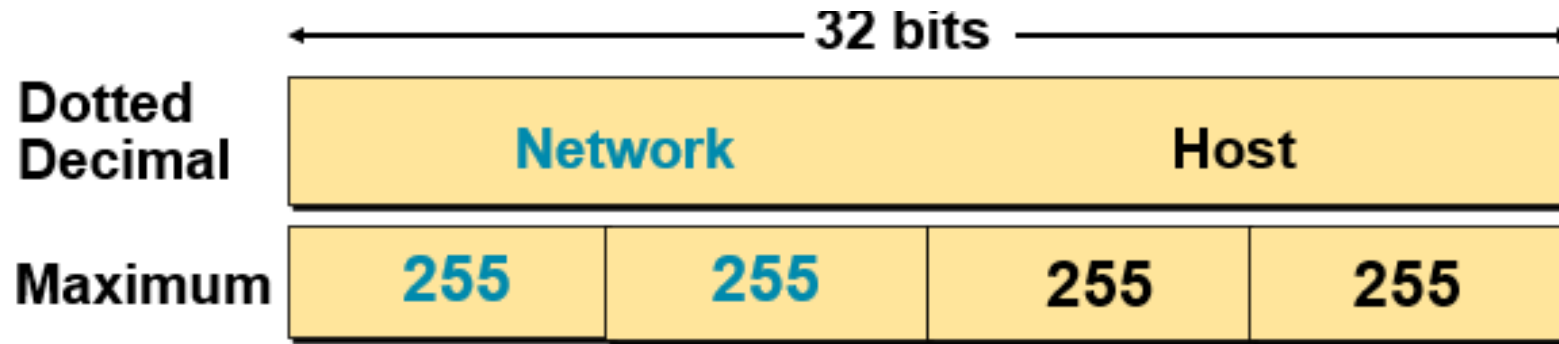 32 bits
Dotted
Decimal
Network Host
Maximum 255 255 255 255